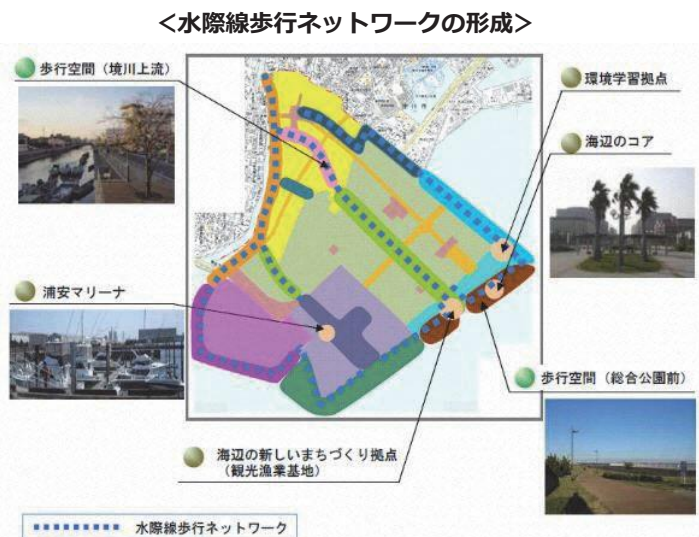 ＜水際線歩行ネットワークの形成＞
歩行空間（境川上流）
環境学習拠点
海辺のコア
浦安マリーナ
歩行空間（総合公園前）
海辺の新しいまちづくり拠点
（観光漁業基地）
水際線歩行ネットワーク